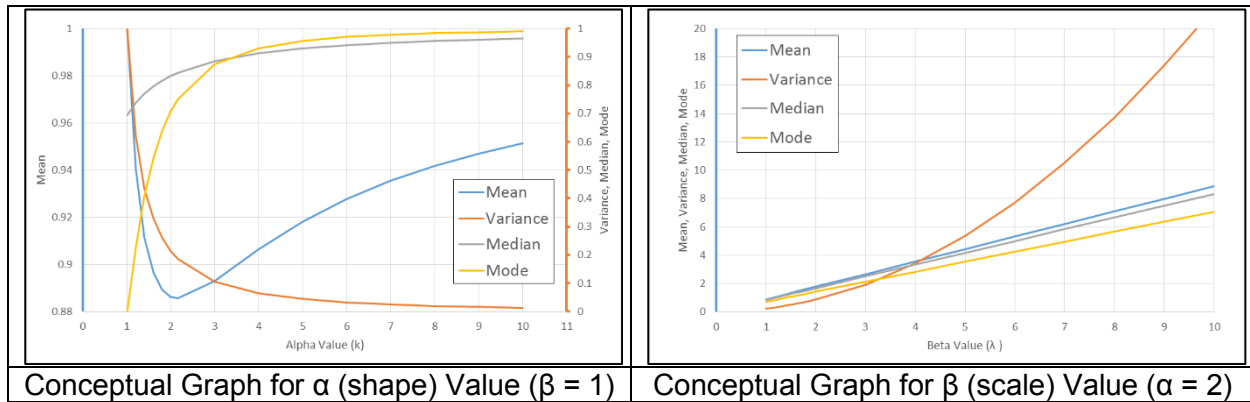 1
0.98
0.96
0.94
0.92
0.9
0.88
Mean
0 1 2 3 4 5 6 7 8 9 10 11
Alpha Value (k)
1
0.9
0.8
0.7
0.6
0.5
0.4
0.3
0.2
0.1
0
Variance, Median, Mode
Mean
Variance
Median
Mode
20
18
16
14
12
10
8
6
4
2
0
Mean, Variance, Median, Mode
0 1 2 3 4 5 6 7 8 9 10
Beta Value (λ )
Mean
Variance
Median
Mode
Conceptual Graph for α (shape) Value (β = 1)
Conceptual Graph for β (scale) Value (α = 2)